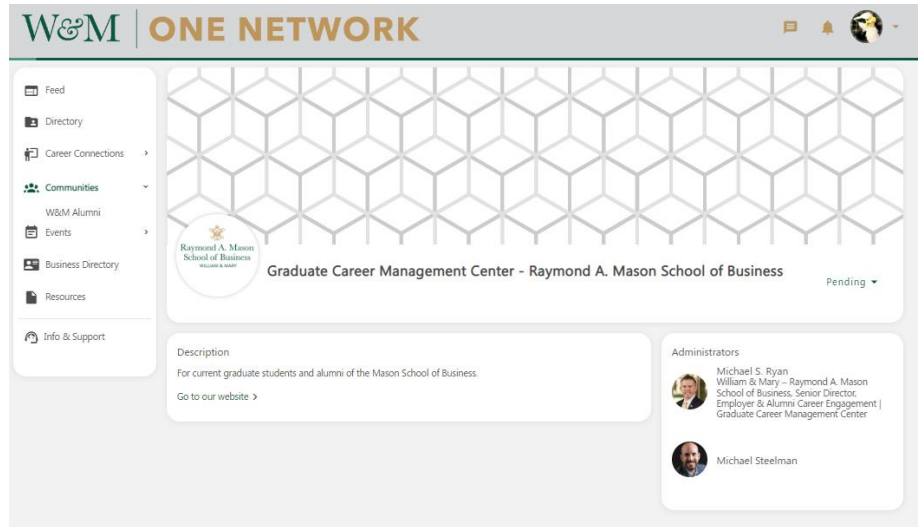 W&M | ONE NETWORK
Feed
Directory
Career Connections
Communities
W&M Alumni
Events
Business Directory
Resources
Info & Support
Raymond A. Mason
School of Business
WILLIAM & MARY
Graduate Career Management Center - Raymond A. Mason School of Business
Pending
Description
For current graduate students and alumni of the Mason School of Business.
Go to our website >
Administrators
Michael S. Ryan
William & Mary – Raymond A. Mason
School of Business, Senior Director,
Employer & Alumni Career Engagement |
Graduate Career Management Center
Michael Steelman